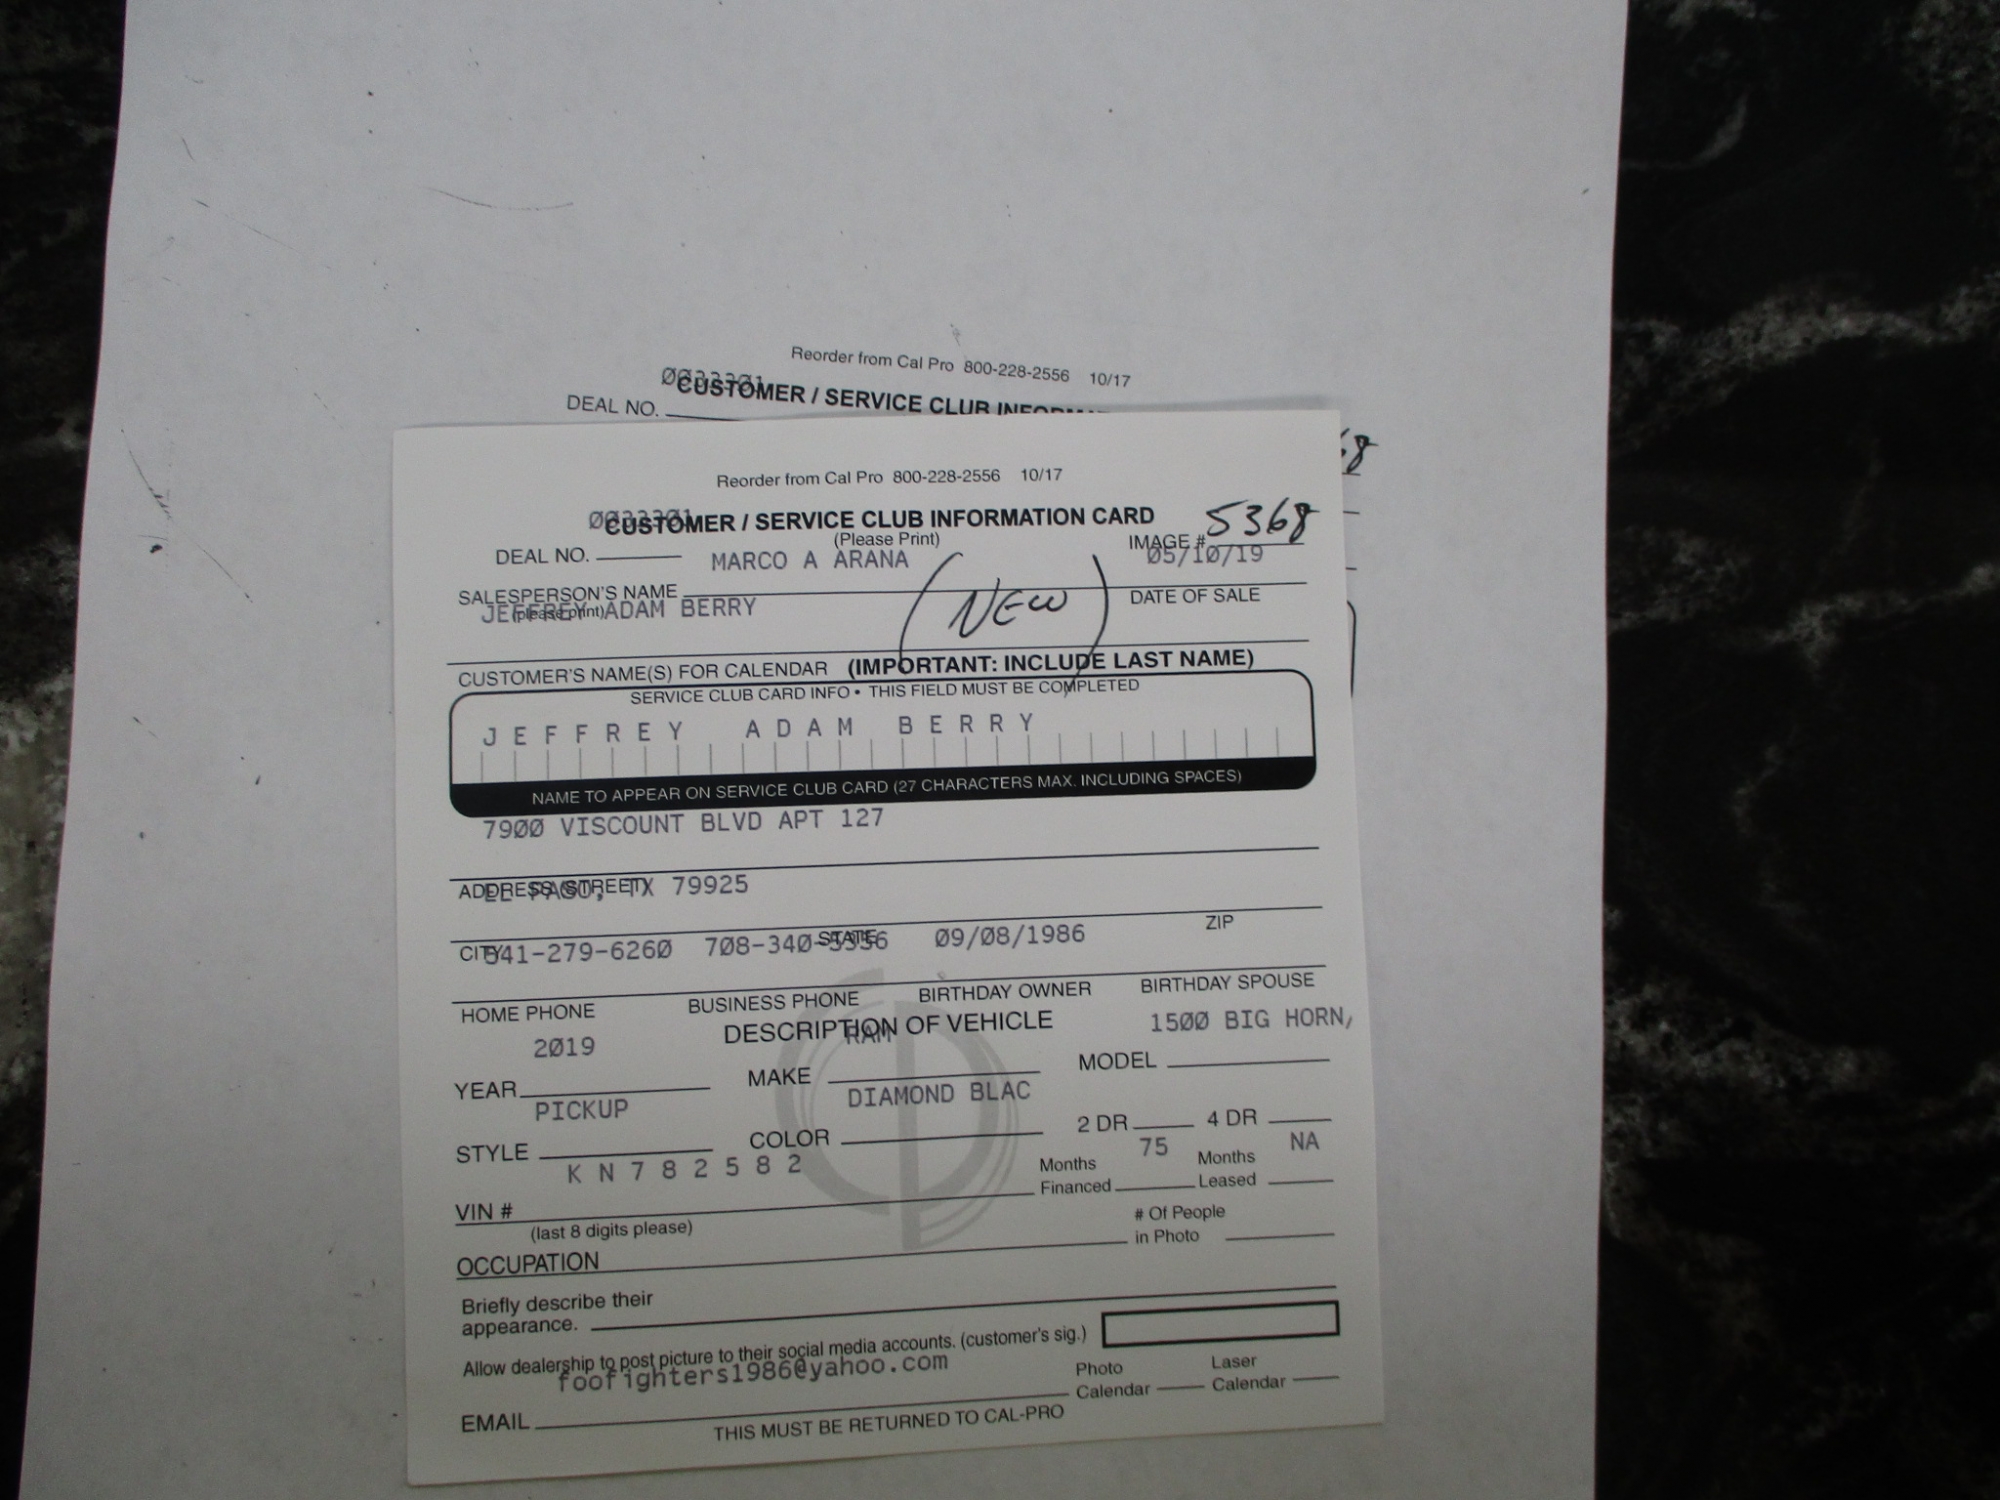 Reorder from Cal Pro 800-228-2556 10/17
CUSTOMER / SERVICE CLUB
DEAL NO.
Reorder from Cal Pro 800-228-2556 10/17
CUSTOMER / SERVICE CLUB INFORMATION CARD
(Please Print)
5368
DEAL NO. IMAGE #
MARCO A ARANA 05/10/19
SALESPERSON'S NAME DATE OF SALE
(please print)
JEFFREY ADAM BERRY
(NEW)
CUSTOMER'S NAME(S) FOR CALENDAR (IMPORTANT: INCLUDE LAST NAME)
SERVICE CLUB CARD INFO • THIS FIELD MUST BE COMPLETED
JEFFREY ADAM BERRY
NAME TO APPEAR ON SERVICE CLUB CARD (27 CHARACTERS MAX. INCLUDING SPACES)
7900 VISCOUNT BLVD APT 127
ADDRESS (STREET)
EL PASO, TX 79925
CITY STATE ZIP
541-279-6260 09/08/1986
HOME PHONE BUSINESS PHONE BIRTHDAY OWNER BIRTHDAY SPOUSE
DESCRIPTION OF VEHICLE
2019 RAM 1500 BIG HORN,
YEAR MAKE MODEL
PICKUP DIAMOND BLAC
STYLE COLOR 2 DR 4 DR
KN782582 75 NA
VIN # Months Financed Months Leased
(last 8 digits please)
# Of People in Photo
OCCUPATION
Briefly describe their
appearance.
Allow dealership to post picture to their social media accounts. (customer's sig.)
foofighters1986@yahoo.com
EMAIL Photo Calendar Laser Calendar
THIS MUST BE RETURNED TO CAL-PRO